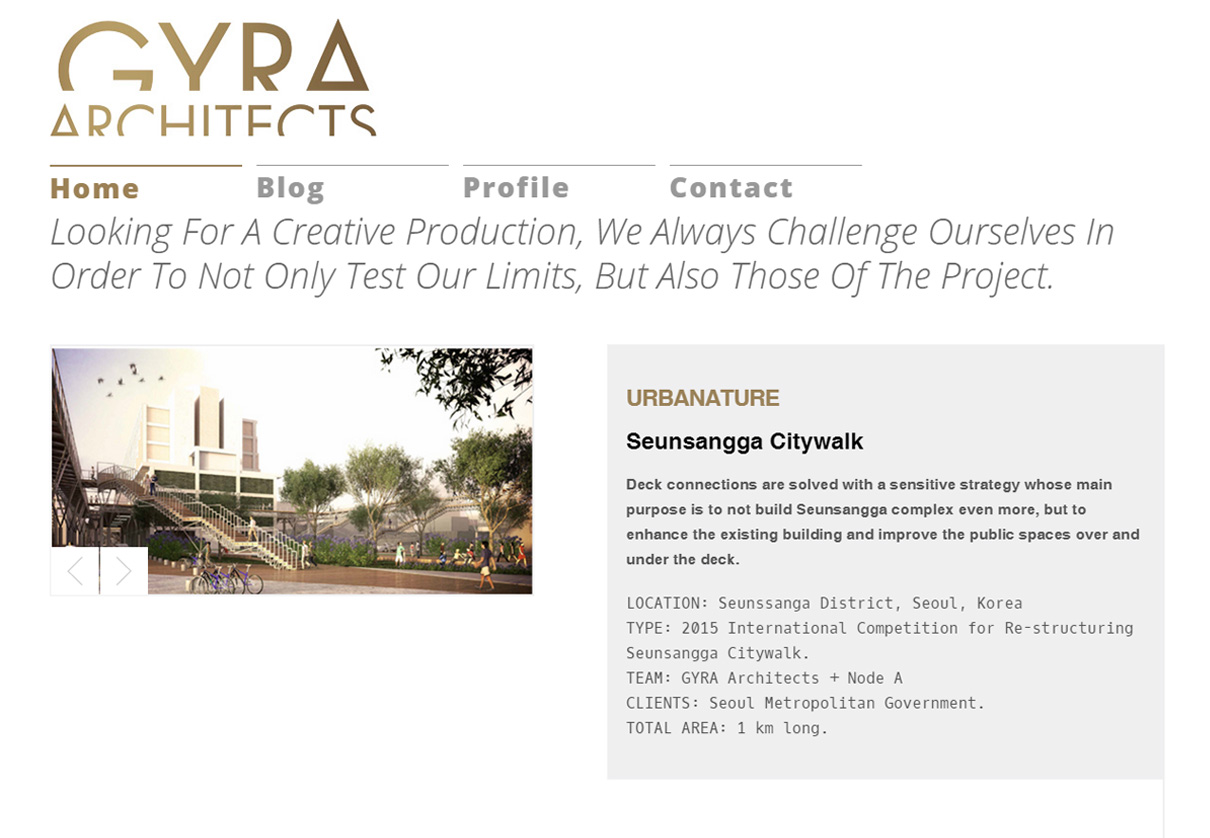 GYRA
ARCHITECTS
Home Blog Profile Contact
Looking For A Creative Production, We Always Challenge Ourselves In
Order To Not Only Test Our Limits, But Also Those Of The Project.
URBANATURE
Seunsangga Citywalk
Deck connections are solved with a sensitive strategy whose main
purpose is to not build Seunsangga complex even more, but to
enhance the existing building and improve the public spaces over and
under the deck.
LOCATION: Seunssanga District, Seoul, Korea
TYPE: 2015 International Competition for Re-structuring
Seunsangga Citywalk.
TEAM: GYRA Architects + Node A
CLIENTS: Seoul Metropolitan Government.
TOTAL AREA: 1 km long.